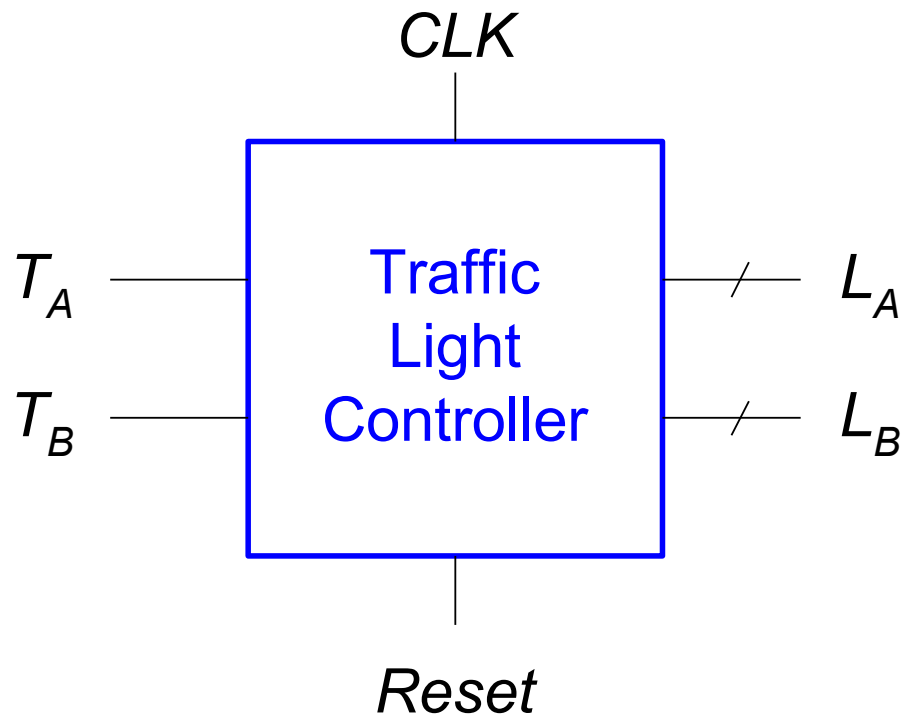 CLK
T_A
Traffic
Light
Controller
L_A
T_B
L_B
Reset